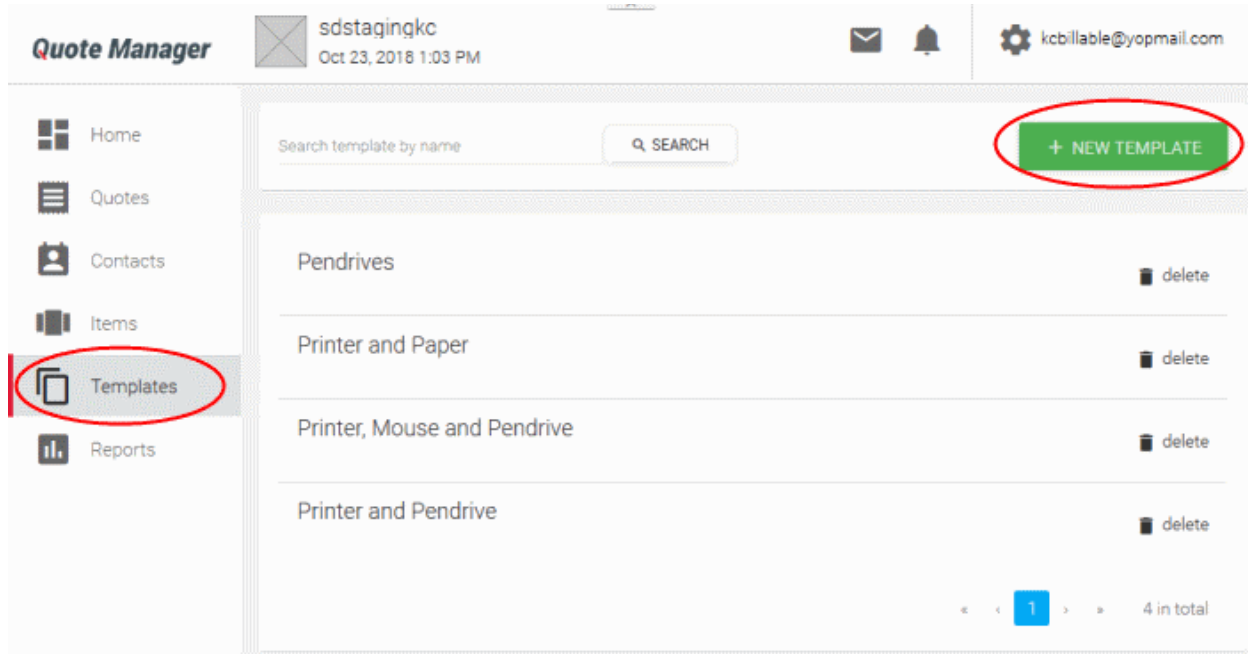 Quote Manager
sdstagingkc
Oct 23, 2018 1:03 PM
kcbillable@yopmail.com
Home
Quotes
Contacts
Items
Templates
Reports
Search template by name
SEARCH
+ NEW TEMPLATE
Pendrives
delete
Printer and Paper
delete
Printer, Mouse and Pendrive
delete
Printer and Pendrive
delete
« ‹ 1 › » 4 in total